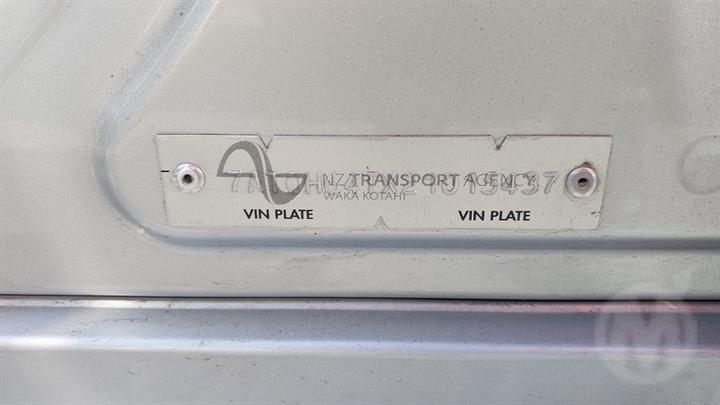 NZ TRANSPORT AGENCY
WAKA KOTAHI
VIN PLATE
VIN PLATE